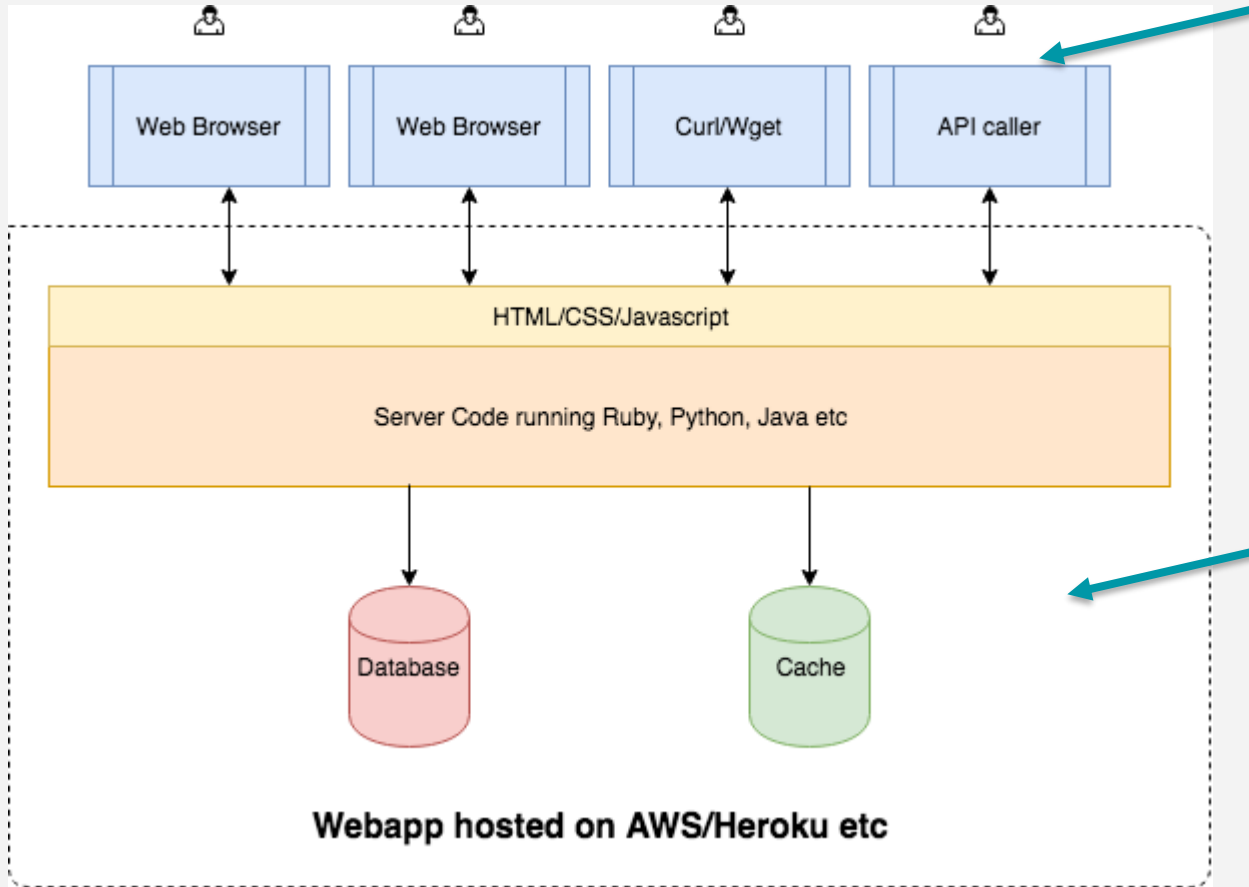 Web Browser
Web Browser
Curl/Wget
API caller
HTML/CSS/Javascript
Server Code running Ruby, Python, Java etc
Database
Cache
Webapp hosted on AWS/Heroku etc